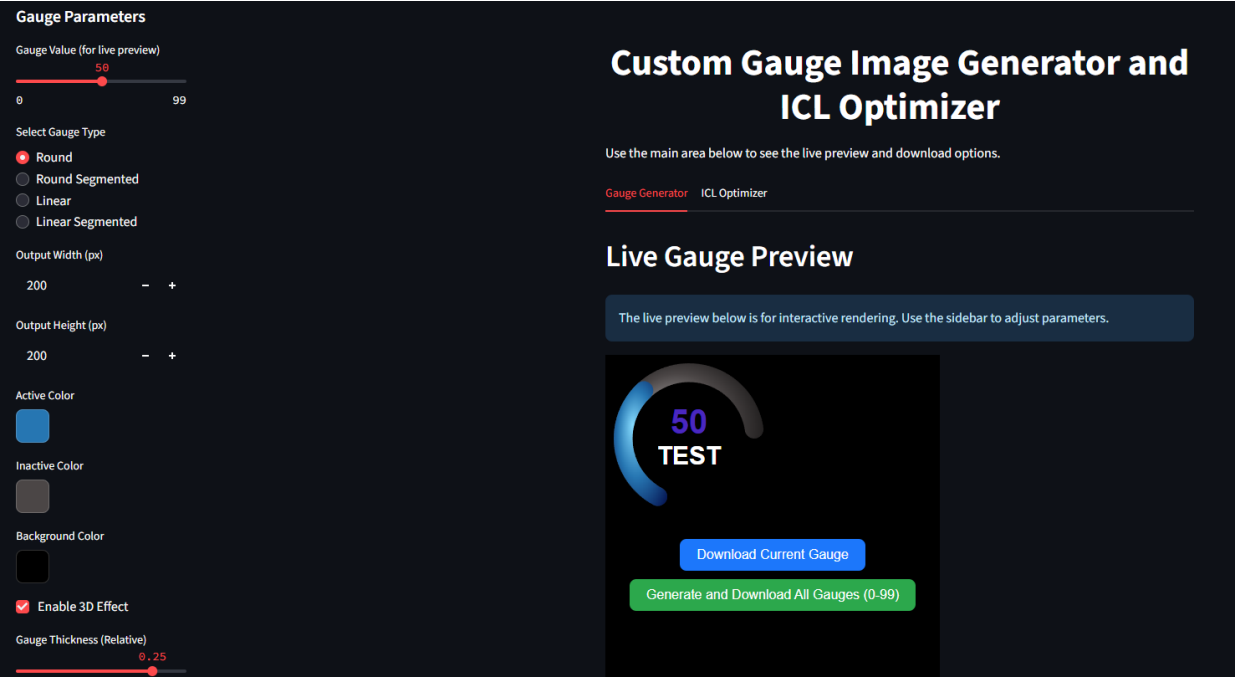 Gauge Parameters
Gauge Value (for live preview)
50
0
99
Select Gauge Type
Round
Round Segmented
Linear
Linear Segmented
Output Width (px)
200
−
+
Output Height (px)
200
−
+
Active Color
Inactive Color
Background Color
Enable 3D Effect
Gauge Thickness (Relative)
0.25
Custom Gauge Image Generator and
ICL Optimizer
Use the main area below to see the live preview and download options.
Gauge Generator
ICL Optimizer
Live Gauge Preview
The live preview below is for interactive rendering. Use the sidebar to adjust parameters.
50
TEST
Download Current Gauge
Generate and Download All Gauges (0-99)